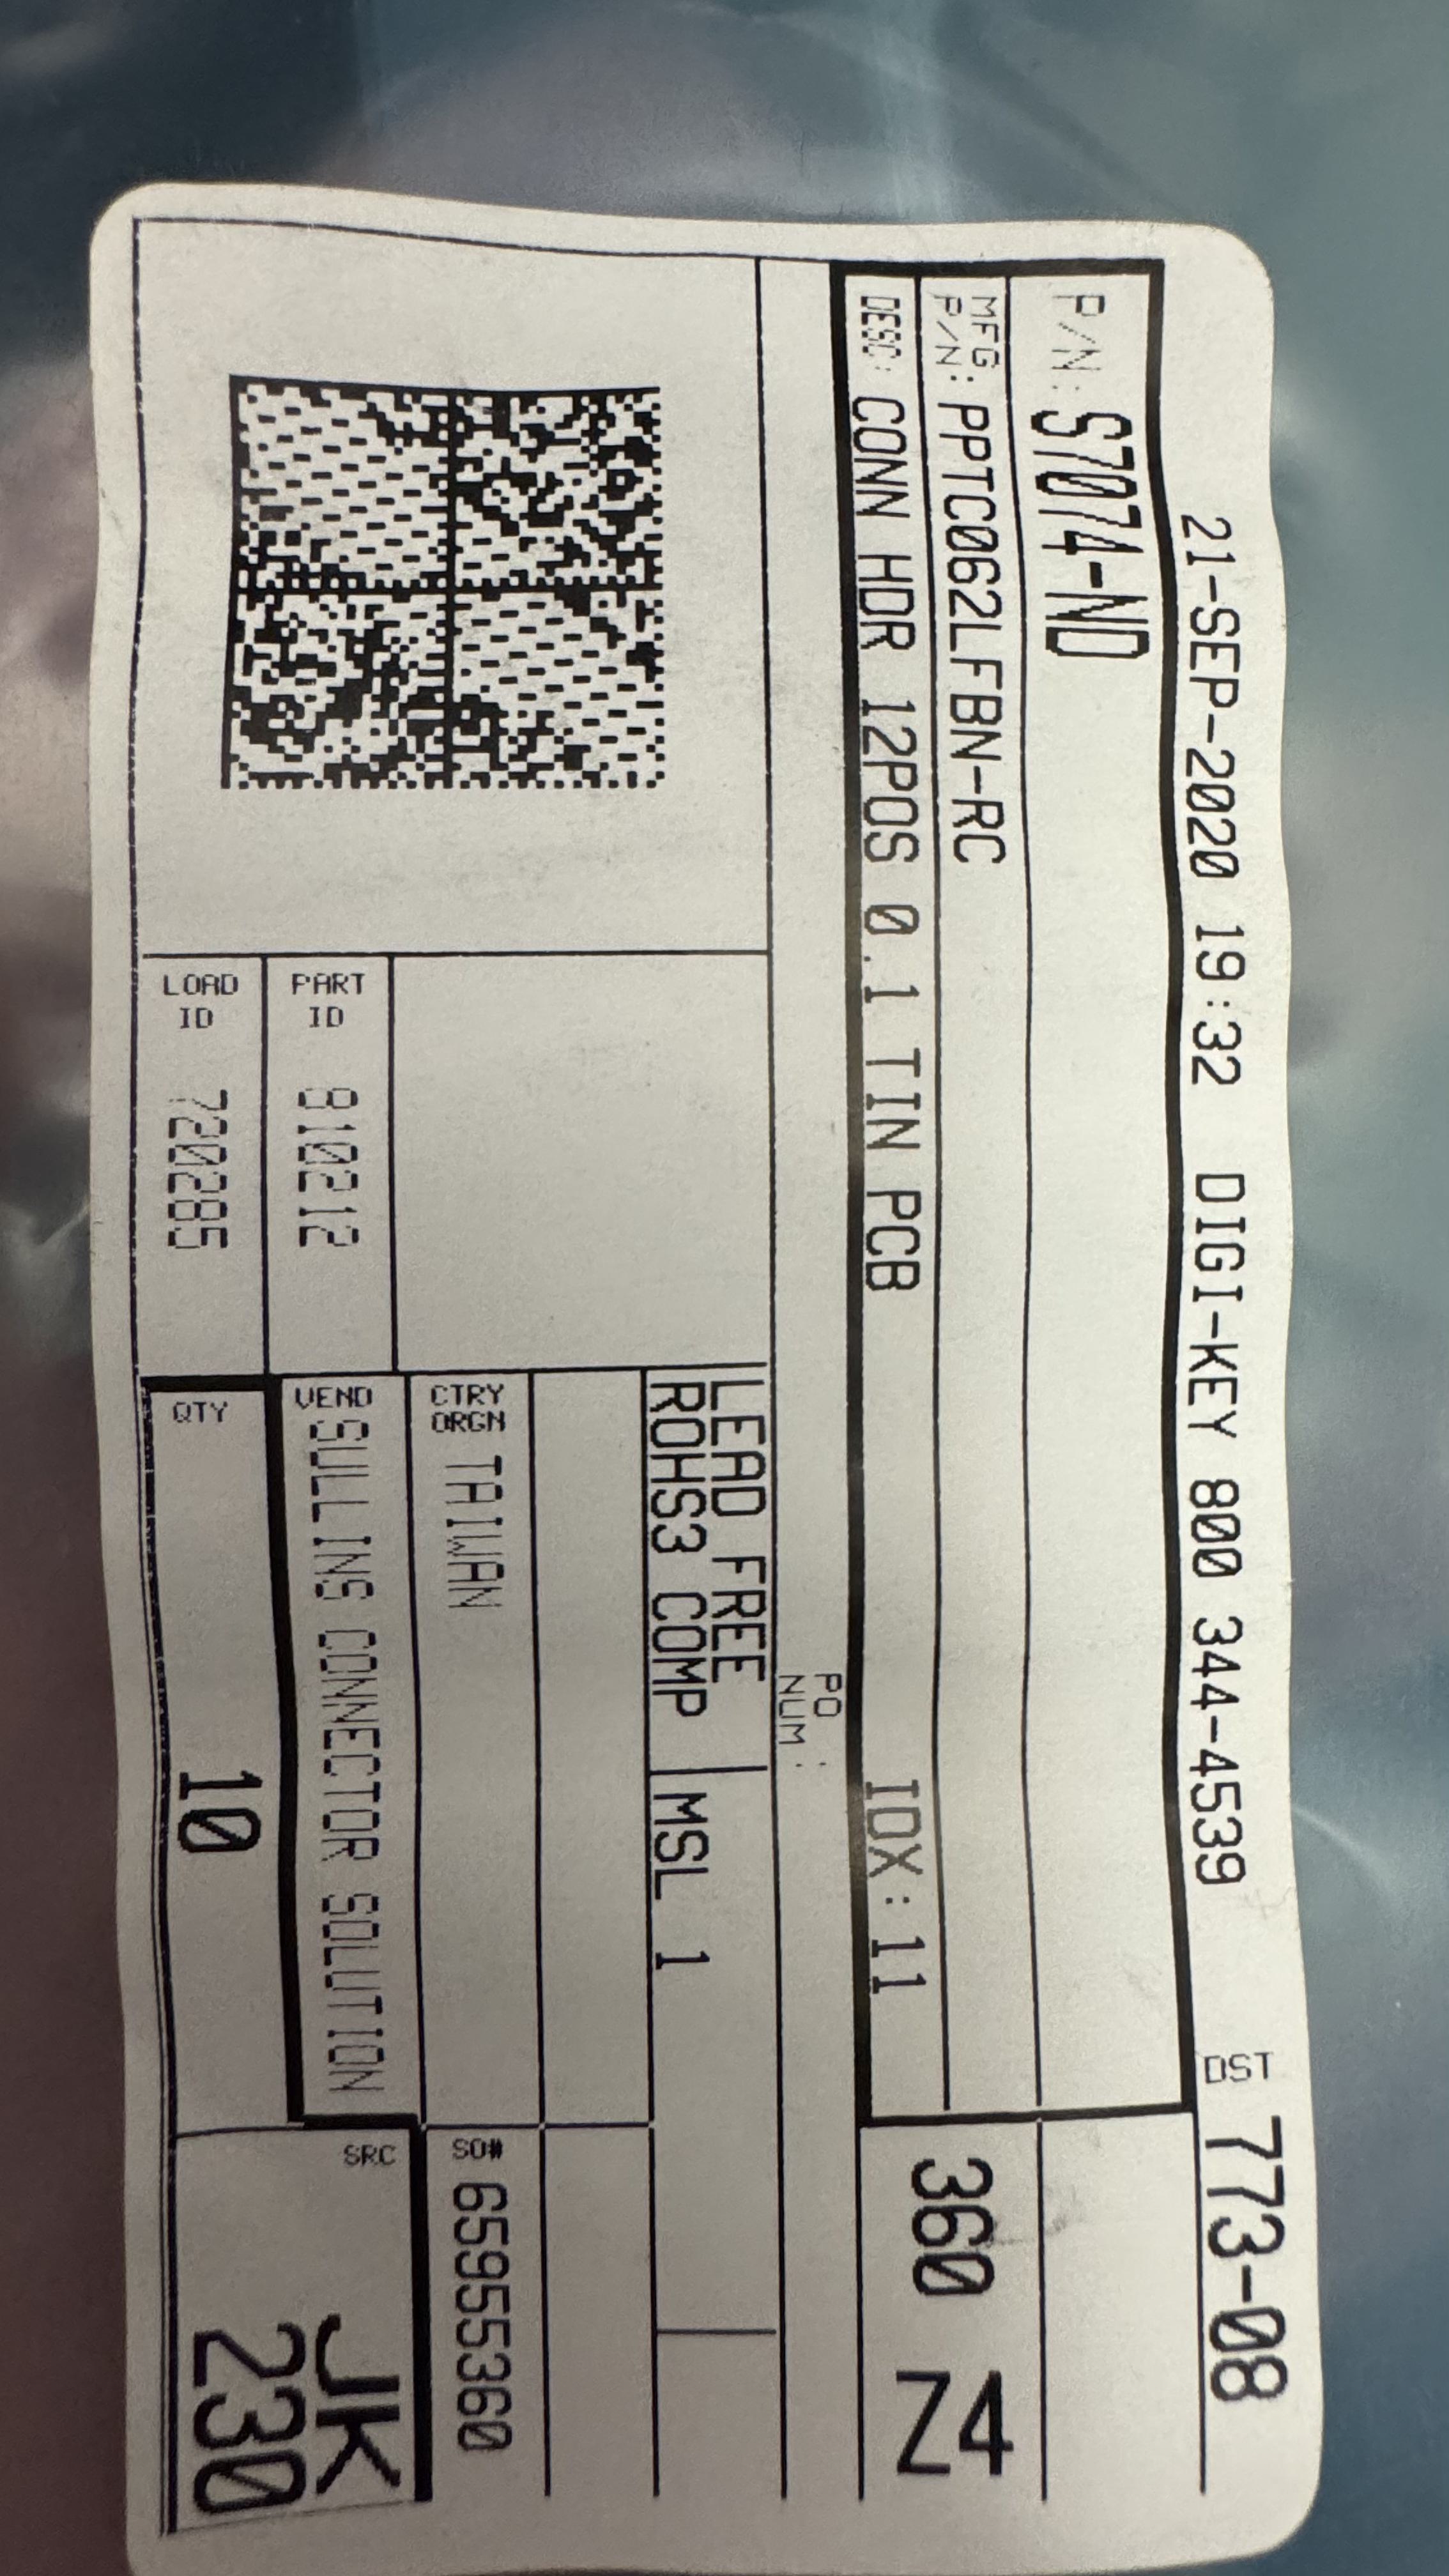 21-SEP-2020 19:32 DIGI-KEY 800 344-4539 DST 773-08
P/N: S7074-ND
MFG P/N: PPTC062LFBN-RC
DESC: CONN HDR 12POS 0.1 TIN PCB IDX:11
360 Z4
PO NUM:
LEAD FREE
ROHS3 COMP MSL 1
CTRY ORGN TAIWAN
SO# 65955360
PART ID 810212
VEND SULLINS CONNECTOR SOLUTION
LOAD ID 720285
QTY 10
SRC JK
230